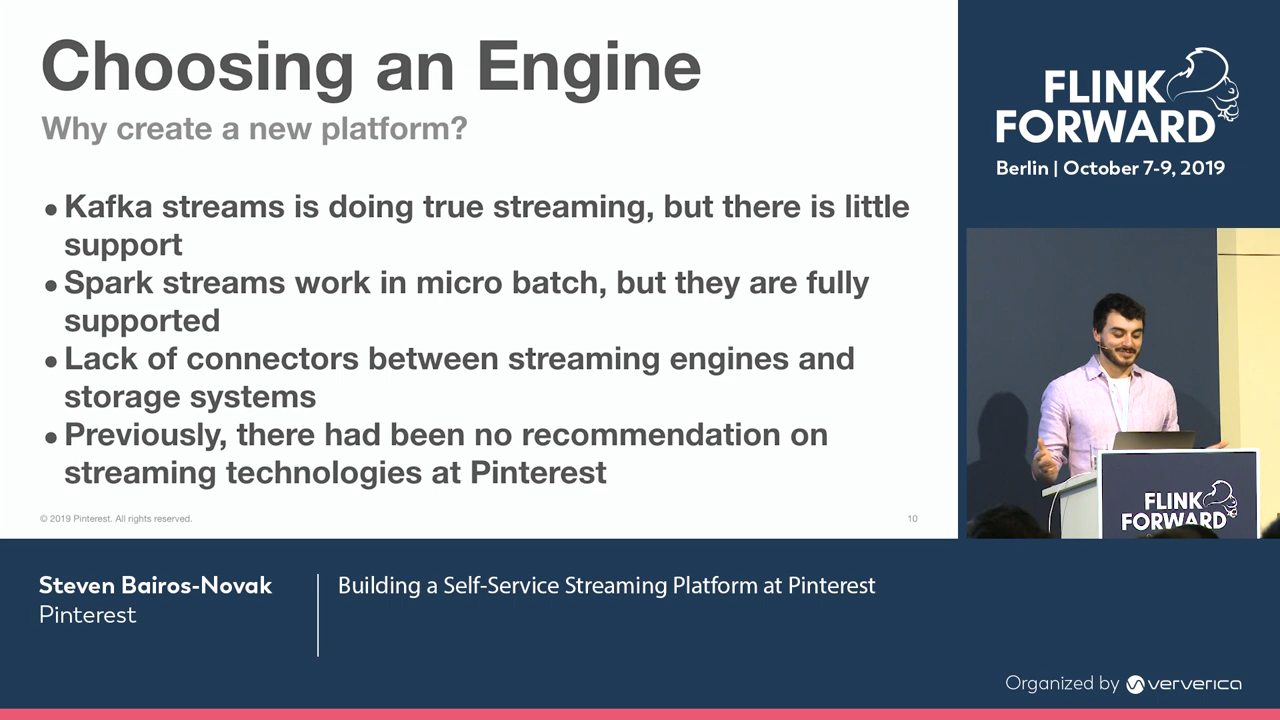 Choosing an Engine
Why create a new platform?
• Kafka streams is doing true streaming, but there is little
support
• Spark streams work in micro batch, but they are fully
supported
• Lack of connectors between streaming engines and
storage systems
• Previously, there had been no recommendation on
streaming technologies at Pinterest
© 2019 Pinterest. All rights reserved.
10
FLINK
FORWARD
Berlin | October 7-9, 2019
FLINK
FORWARD
Steven Bairos-Novak
Pinterest
Building a Self-Service Streaming Platform at Pinterest
Organized by ververica